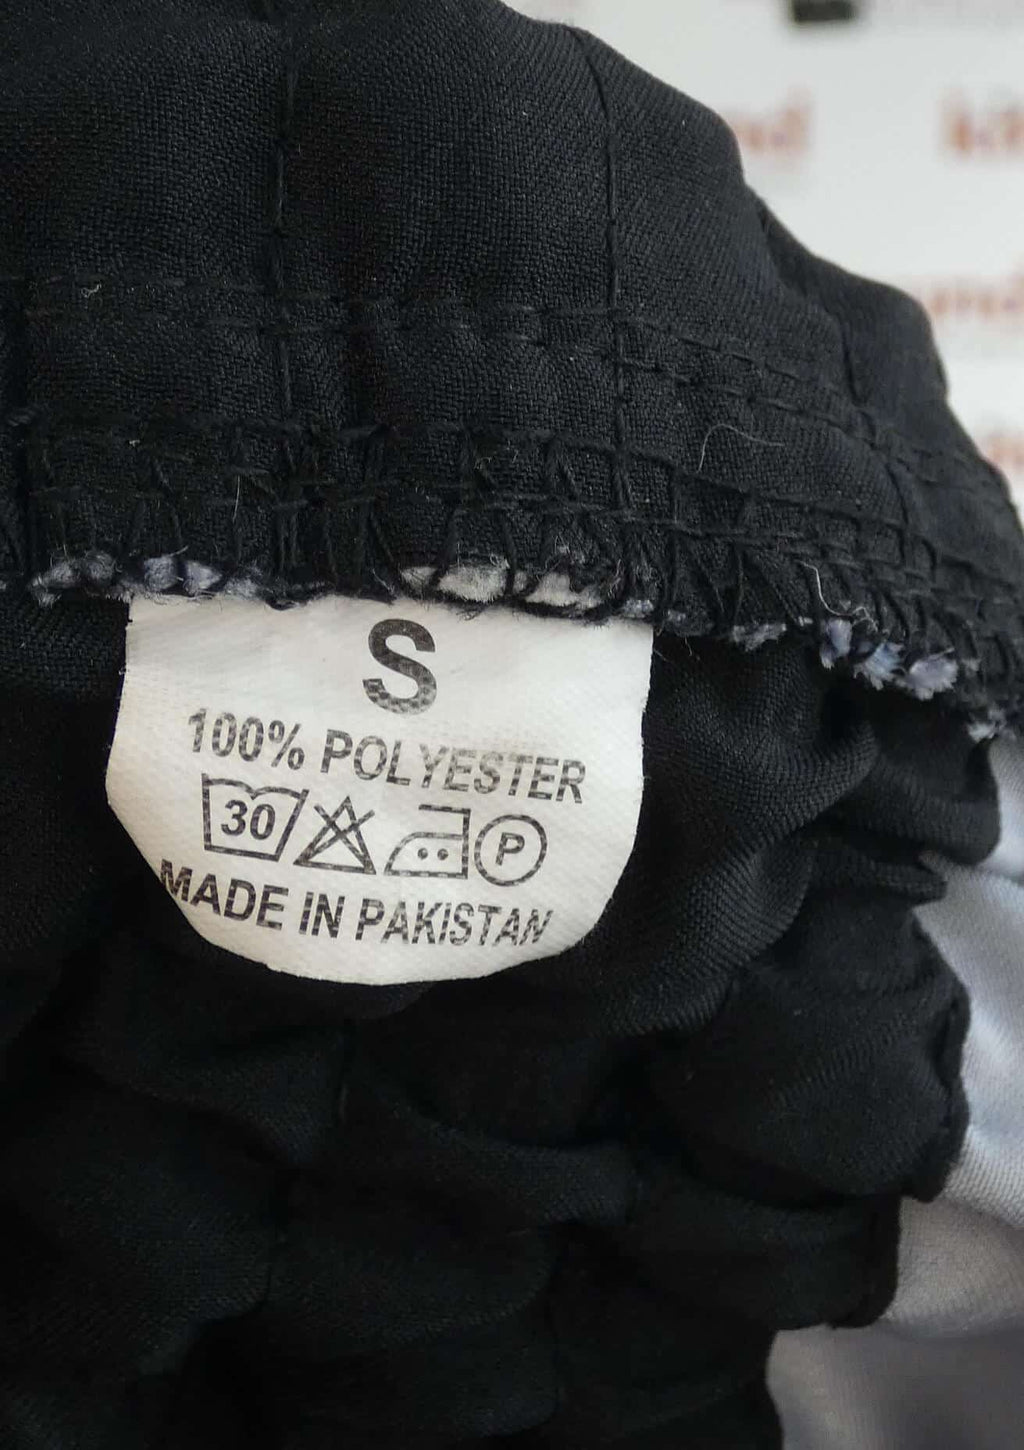 S
100% POLYESTER
30 P
MADE IN PAKISTAN